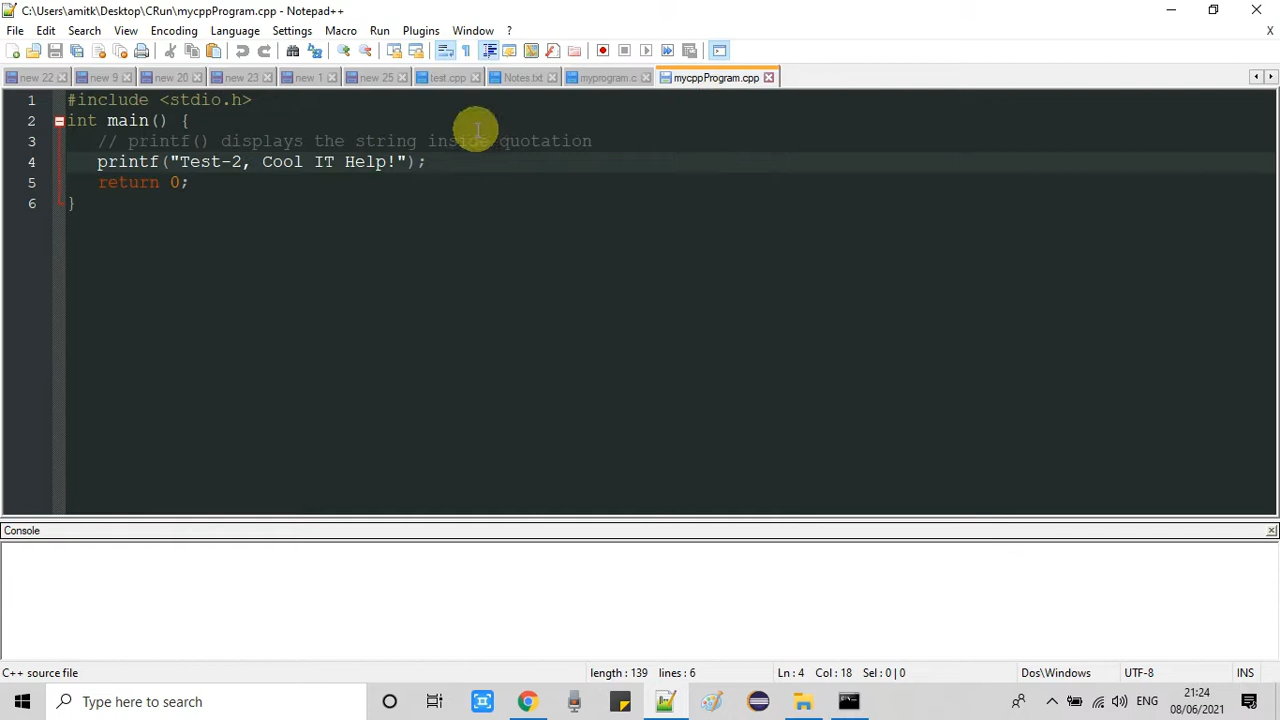 C:\Users\amitk\Desktop\CRun\mycppProgram.cpp - Notepad++
File Edit Search View Encoding Language Settings Macro Run Plugins Window ? X
new 22 new 9 new 20 new 23 new 1 new 25 test.cpp Notes.txt myprogram.c mycppProgram.cpp
1 #include <stdio.h>
2 int main() {
3 // printf() displays the string inside quotation
4 printf("Test-2, Cool IT Help!");
5 return 0;
6 }
Console
C++ source file length : 139 lines : 6 Ln : 4 Col : 18 Sel : 0 | 0 Dos\Windows UTF-8 INS
Type here to search ENG 21:24
08/06/2021